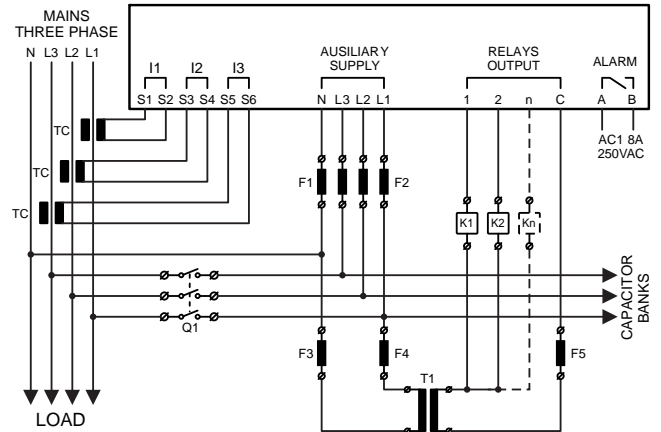 MAINS
THREE PHASE
N L3 L2 L1
I1 I2 I3
S1 S2 S3 S4 S5 S6
AUSILIARY
SUPPLY
N L3 L2 L1
RELAYS
OUTPUT
1 2 n C
ALARM
A B
AC1 8A
250VAC
TC
TC
TC
F1 F2
K1 K2 Kn
Q1
CAPACITOR
BANKS
F3 F4 F5
T1
LOAD